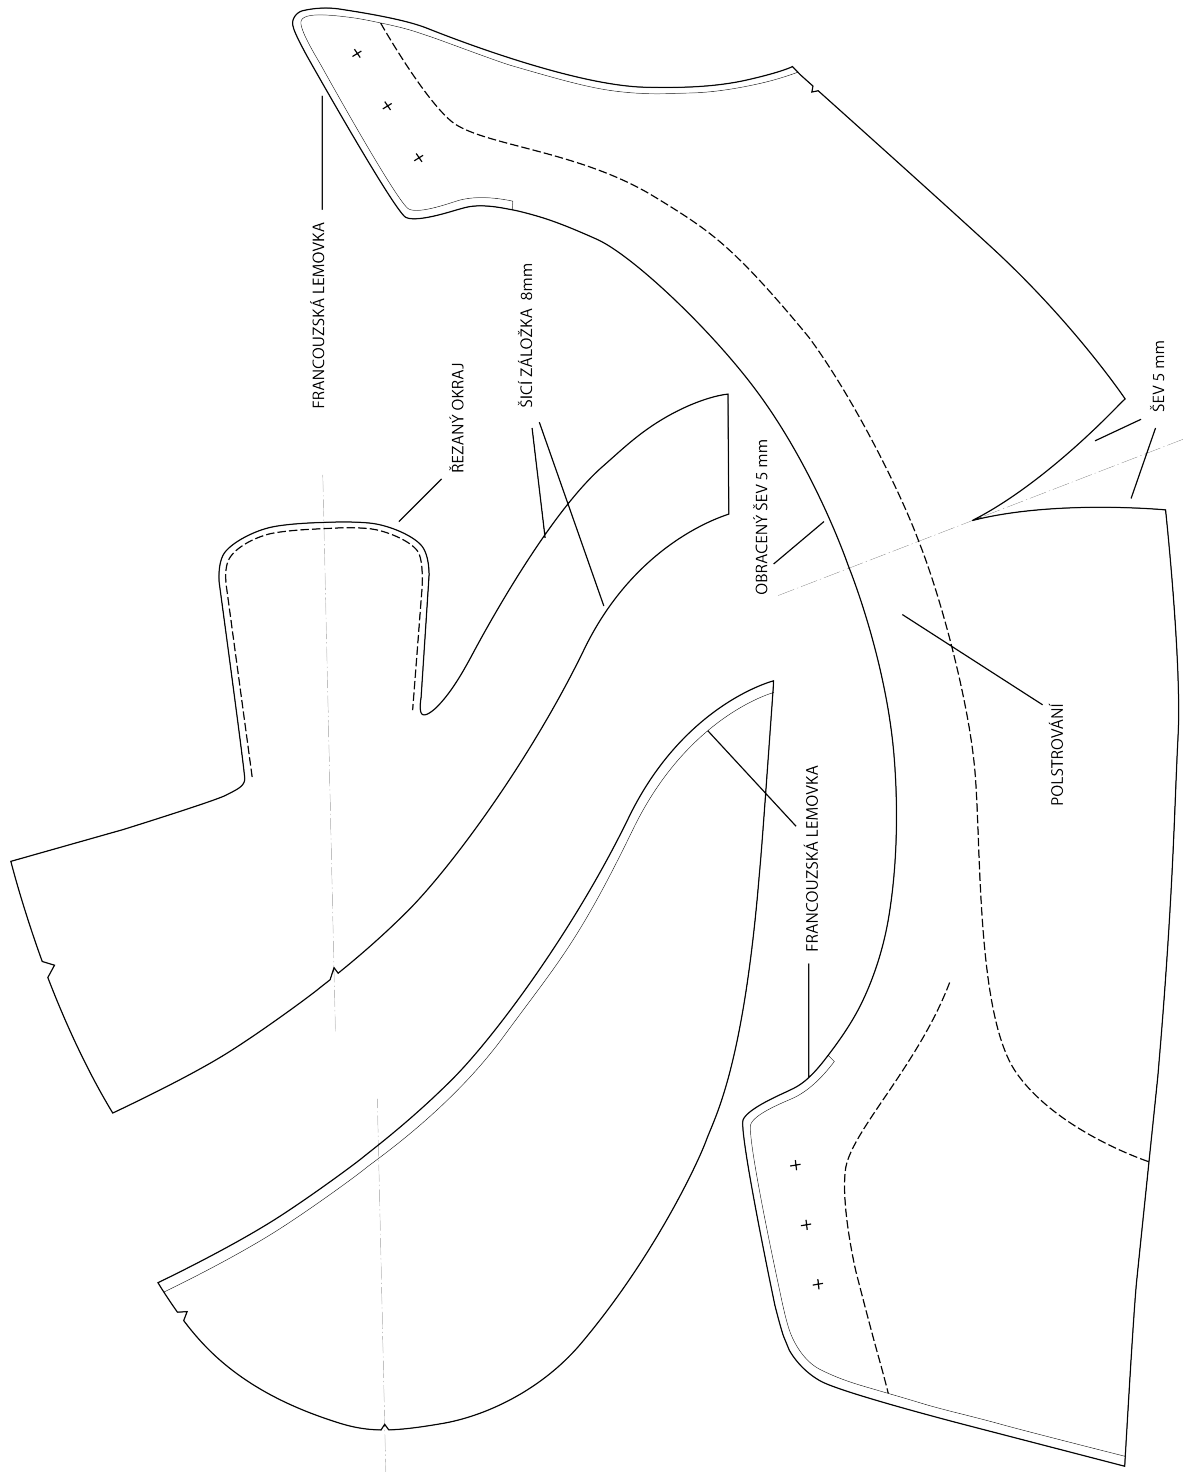 FRANCOUZSKÁ LEMOVKA
ŘEZANÝ OKRAJ
ŠICÍ ZÁLOŽKA 8mm
OBRACENÝ ŠEV 5 mm
ŠEV 5 mm
POLSTROVÁNÍ
FRANCOUZSKÁ LEMOVKA